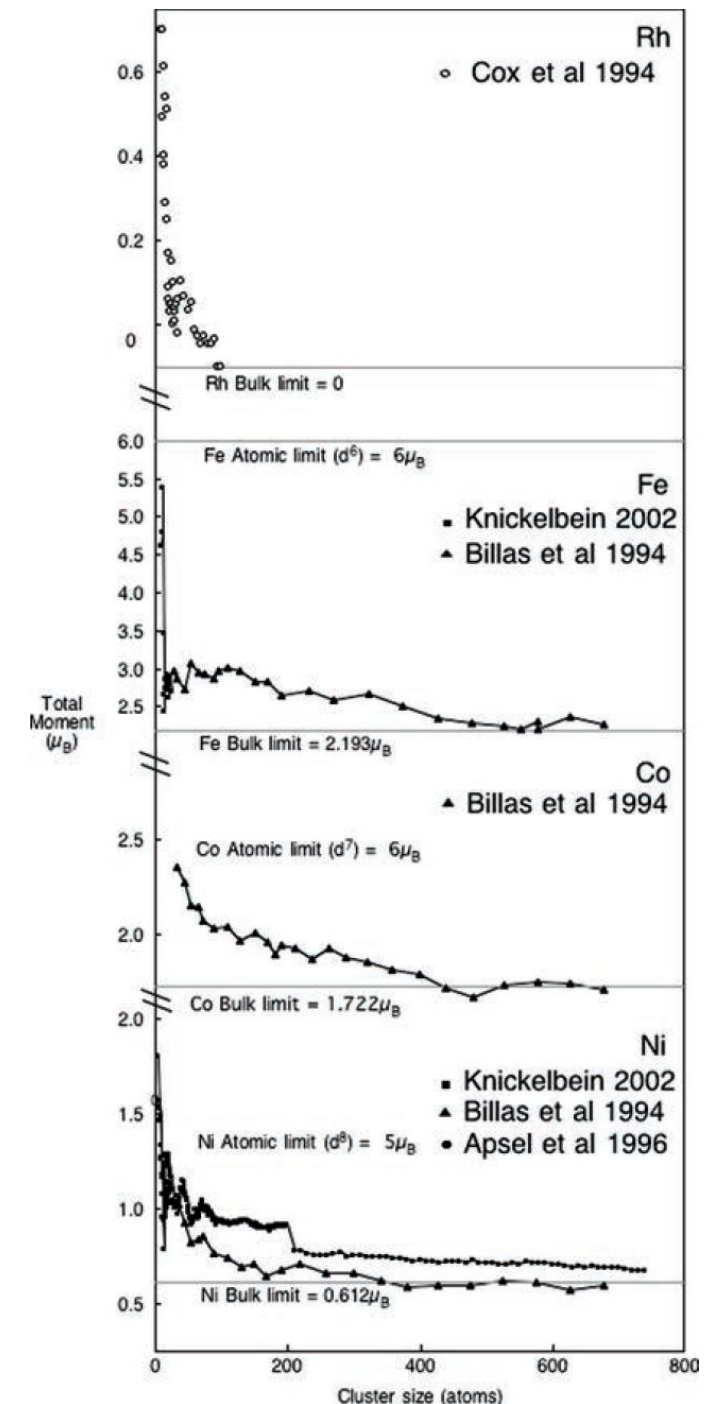 Rh
Cox et al 1994
0.6
0.4
0.2
0
Rh Bulk limit = 0
6.0
Fe Atomic limit (d⁶) = 6μB
5.5
Fe
5.0
Knickelbein 2002
4.5
Billas et al 1994
4.0
3.5
3.0
2.5
Total
Moment
(μB)
Fe Bulk limit = 2.193μB
Co
Billas et al 1994
2.5
Co Atomic limit (d⁷) = 6μB
2.0
Co Bulk limit = 1.722μB
2.0
Ni
Knickelbein 2002
1.5
Billas et al 1994
Ni Atomic limit (d⁸) = 5μB
Apsel et al 1996
1.0
Ni Bulk limit = 0.612μB
0.5
0 200 400 600 800
Cluster size (atoms)